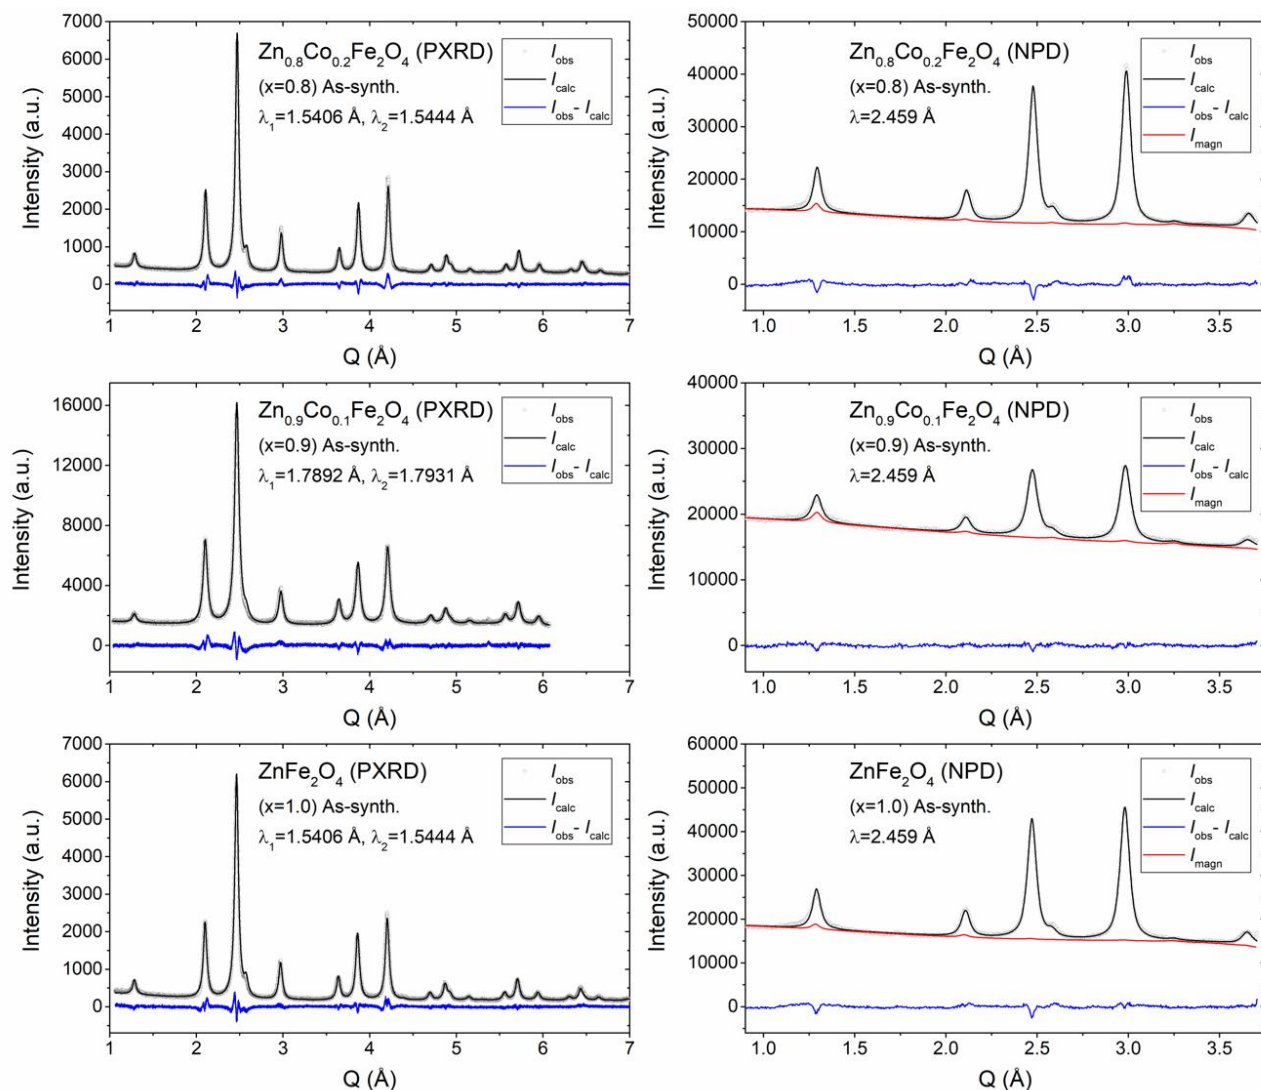 Zn0.8Co0.2Fe2O4 (PXRD)
(x=0.8) As-synth.
λ1=1.5406 Å, λ2=1.5444 Å
Iobs
Icalc
Iobs- Icalc
Intensity (a.u.)
7000
6000
5000
4000
3000
2000
1000
0
1 2 3 4 5 6 7
Q (Å)
Zn0.8Co0.2Fe2O4 (NPD)
(x=0.8) As-synth.
λ=2.459 Å
Iobs
Icalc
Iobs- Icalc
Imagn
Intensity (a.u.)
50000
40000
30000
20000
10000
0
1.0 1.5 2.0 2.5 3.0 3.5
Q (Å)
Zn0.9Co0.1Fe2O4 (PXRD)
(x=0.9) As-synth.
λ1=1.7892 Å, λ2=1.7931 Å
Iobs
Icalc
Iobs- Icalc
Intensity (a.u.)
16000
12000
8000
4000
0
1 2 3 4 5 6 7
Q (Å)
Zn0.9Co0.1Fe2O4 (NPD)
(x=0.9) As-synth.
λ=2.459 Å
Iobs
Icalc
Iobs- Icalc
Imagn
Intensity (a.u.)
40000
30000
20000
10000
0
1.0 1.5 2.0 2.5 3.0 3.5
Q (Å)
ZnFe2O4 (PXRD)
(x=1.0) As-synth.
λ1=1.5406 Å, λ2=1.5444 Å
Iobs
Icalc
Iobs- Icalc
Intensity (a.u.)
7000
6000
5000
4000
3000
2000
1000
0
1 2 3 4 5 6 7
Q (Å)
ZnFe2O4 (NPD)
(x=1.0) As-synth.
λ=2.459 Å
Iobs
Icalc
Iobs- Icalc
Imagn
Intensity (a.u.)
60000
50000
40000
30000
20000
10000
0
1.0 1.5 2.0 2.5 3.0 3.5
Q (Å)